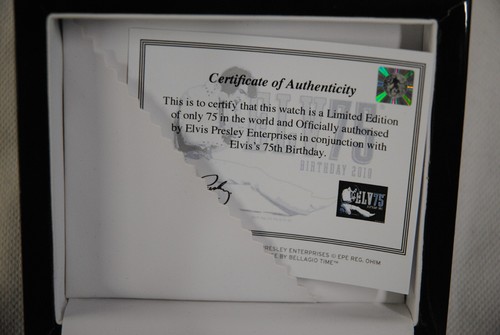 Certificate of Authenticity
This is to certify that this watch is a Limited Edition
of only 75 in the world and Officially authorised
by Elvis Presley Enterprises in conjunction with
Elvis's 75th Birthday.
ELV75
BIRTHDAY 2010
ELV75
RESLEY ENTERPRISES © EPE REG. OHIM
CE BY BELLAGIO TIME™